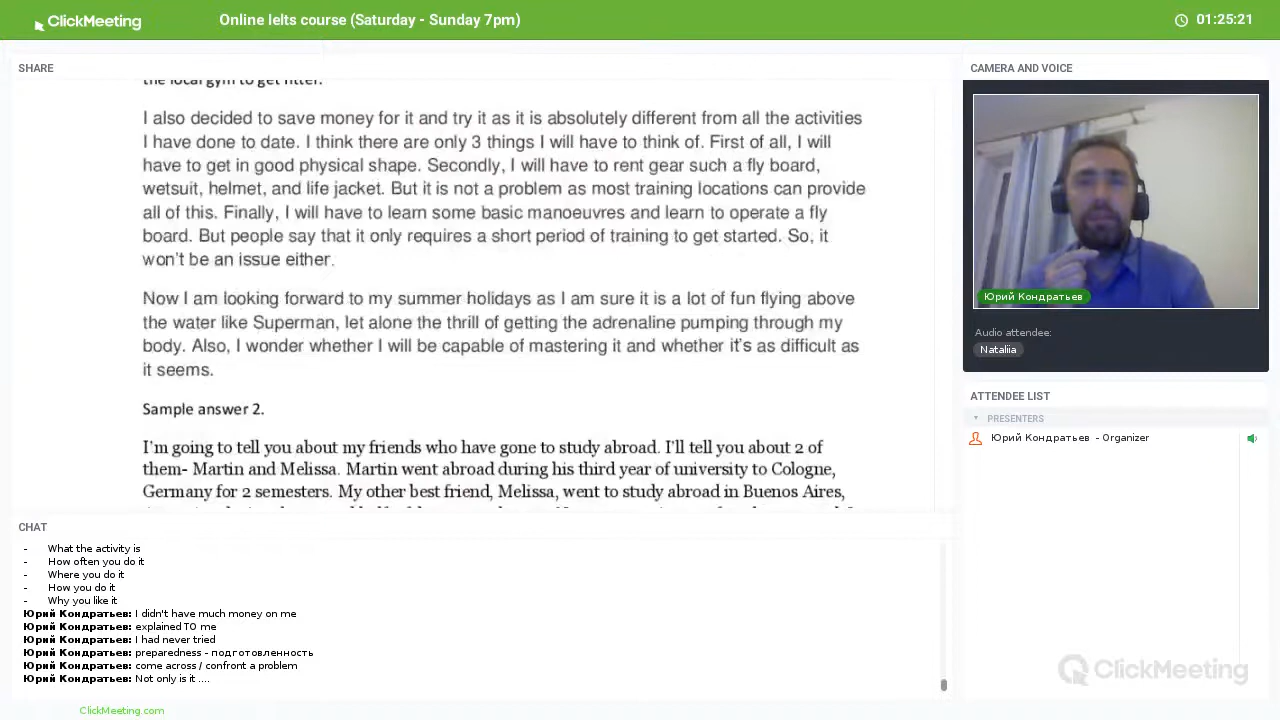 ClickMeeting
Online Ielts course (Saturday - Sunday 7pm)
01:25:21
SHARE
the local gym to get fitter.
I also decided to save money for it and try it as it is absolutely different from all the activities
I have done to date. I think there are only 3 things I will have to think of. First of all, I will
have to get in good physical shape. Secondly, I will have to rent gear such a fly board,
wetsuit, helmet, and life jacket. But it is not a problem as most training locations can provide
all of this. Finally, I will have to learn some basic manoeuvres and learn to operate a fly
board. But people say that it only requires a short period of training to get started. So, it
won't be an issue either.
Now I am looking forward to my summer holidays as I am sure it is a lot of fun flying above
the water like Superman, let alone the thrill of getting the adrenaline pumping through my
body. Also, I wonder whether I will be capable of mastering it and whether it's as difficult as
it seems.
Sample answer 2.
I'm going to tell you about my friends who have gone to study abroad. I'll tell you about 2 of
them- Martin and Melissa. Martin went abroad during his third year of university to Cologne,
Germany for 2 semesters. My other best friend, Melissa, went to study abroad in Buenos Aires,
CHAT
- What the activity is
- How often you do it
- Where you do it
- How you do it
- Why you like it
Юрий Кондратьев: I didn't have much money on me
Юрий Кондратьев: explained TO me
Юрий Кондратьев: I had never tried
Юрий Кондратьев: preparedness - подготовленность
Юрий Кондратьев: come across / confront a problem
Юрий Кондратьев: Not only is it ....
ClickMeeting.com
CAMERA AND VOICE
Юрий Кондратьев
Audio attendee:
Nataliia
ATTENDEE LIST
PRESENTERS
Юрий Кондратьев - Organizer
ClickMeeting